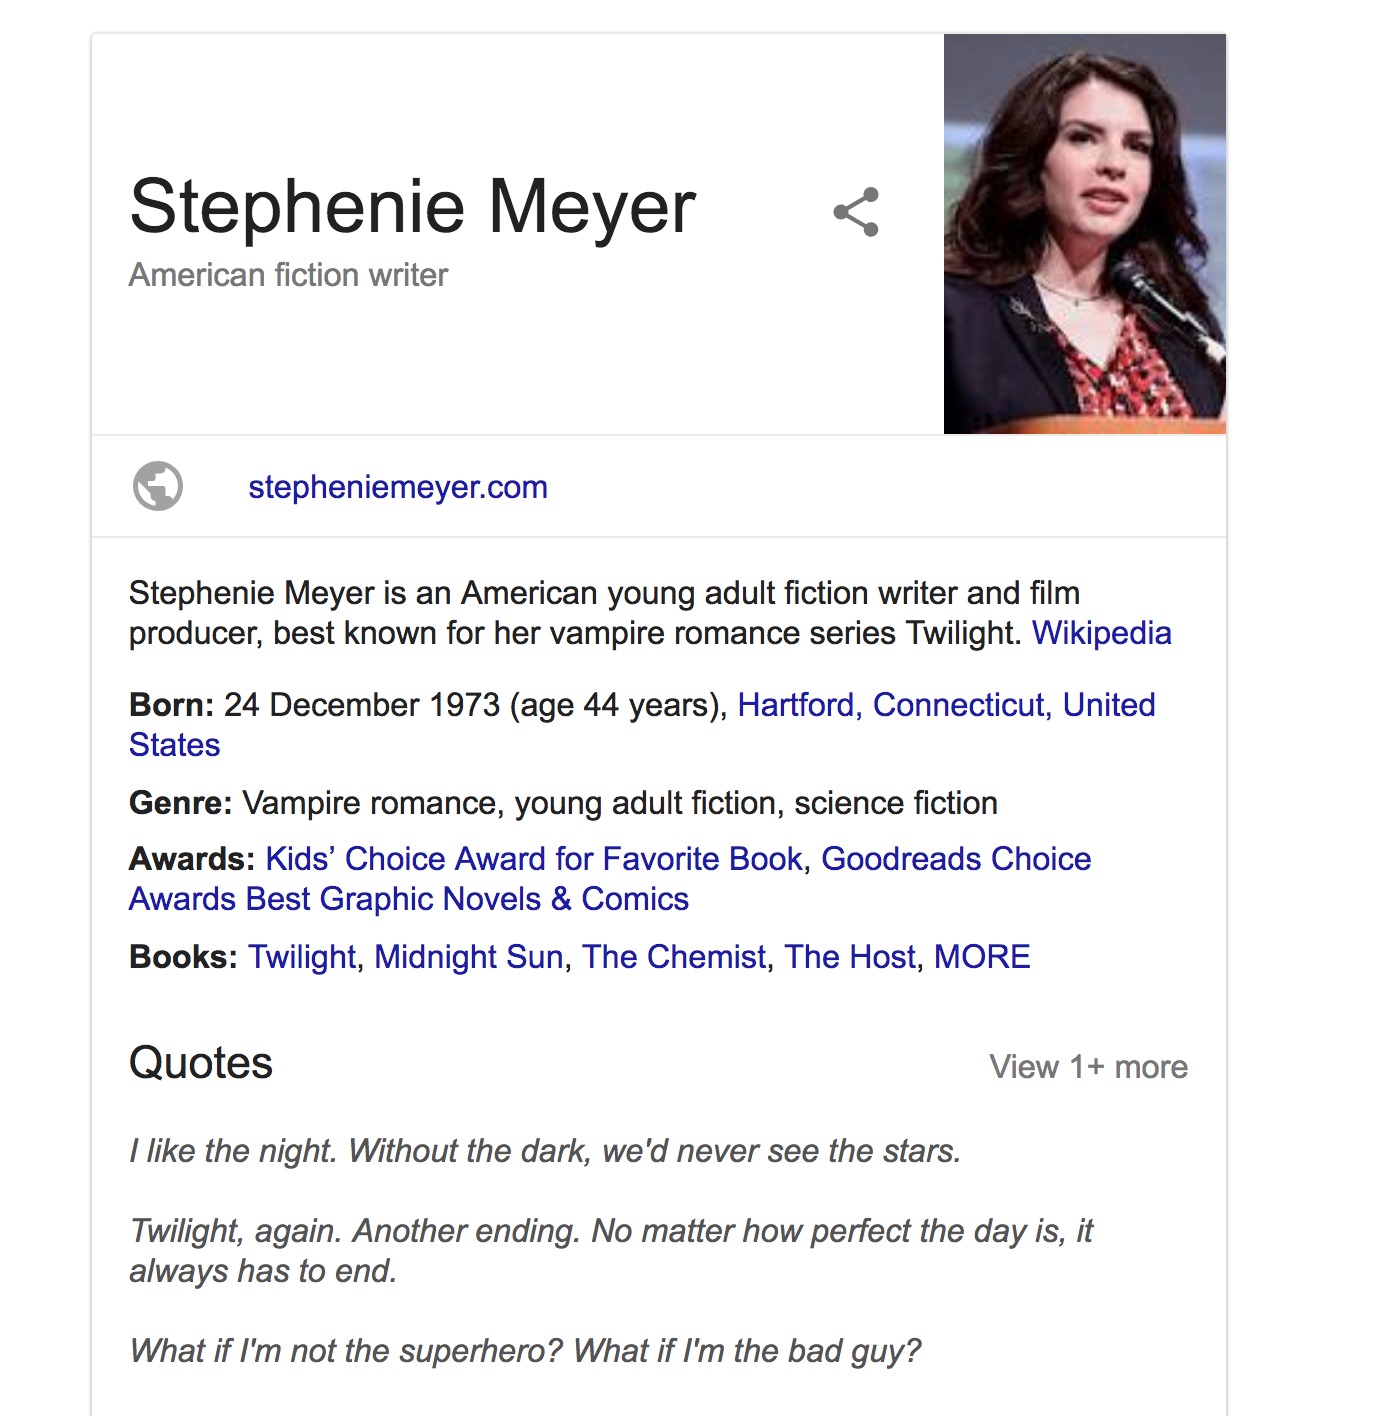 Stephenie Meyer
American fiction writer
stepheniemeyer.com
Stephenie Meyer is an American young adult fiction writer and film
producer, best known for her vampire romance series Twilight. Wikipedia
Born: 24 December 1973 (age 44 years), Hartford, Connecticut, United
States
Genre: Vampire romance, young adult fiction, science fiction
Awards: Kids’ Choice Award for Favorite Book, Goodreads Choice
Awards Best Graphic Novels & Comics
Books: Twilight, Midnight Sun, The Chemist, The Host, MORE
Quotes
View 1+ more
I like the night. Without the dark, we'd never see the stars.
Twilight, again. Another ending. No matter how perfect the day is, it
always has to end.
What if I'm not the superhero? What if I'm the bad guy?